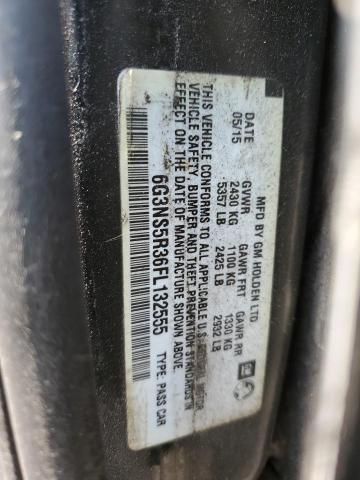 MFD BY GM HOLDEN LTD
DATE GVWR GAWR FRT GAWR RR
05/15 2430 KG 1100 KG 1330 KG
5357 LB 2425 LB 2932 LB
THIS VEHICLE CONFORMS TO ALL APPLICABLE U.S. MOTOR
VEHICLE SAFETY, BUMPER AND THEFT PREVENTION STANDARDS IN
EFFECT ON THE DATE OF MANUFACTURE SHOWN ABOVE.
6G3NS5R36FL132555 TYPE: PASS CAR
GM